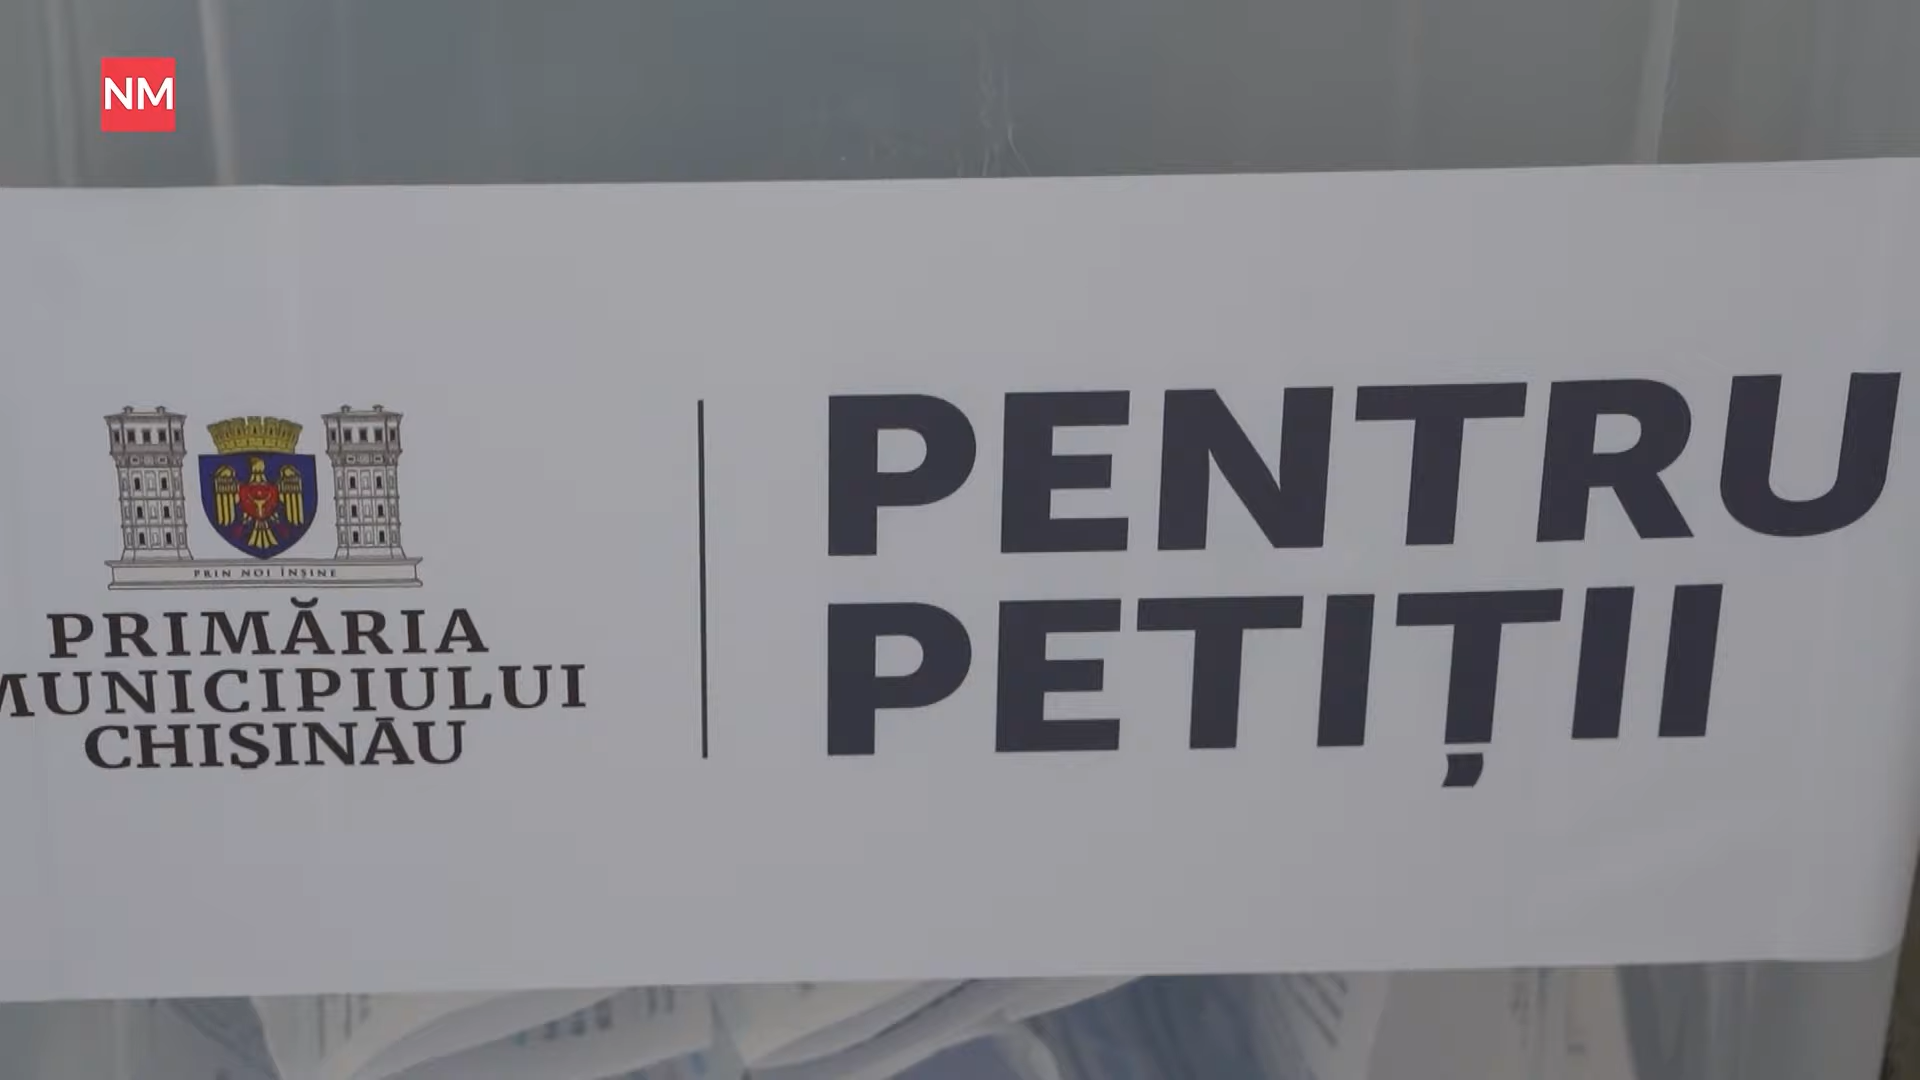 NM
PRIN NOI ÎNȘINE
PRIMĂRIA
MUNICIPIULUI
CHIȘINĂU
PENTRU
PETIȚII